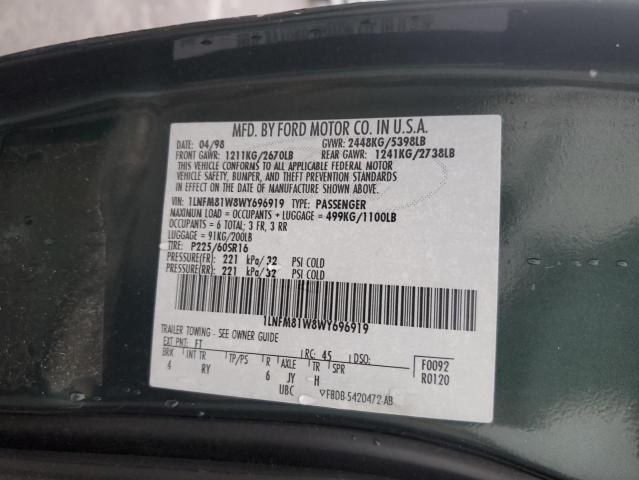 MFD. BY FORD MOTOR CO. IN U.S.A.
DATE: 04/98 GVWR: 2448KG/5398LB
FRONT GAWR: 1211KG/2670LB REAR GAWR: 1241KG/2738LB
THIS VEHICLE CONFORMS TO ALL APPLICABLE FEDERAL MOTOR
VEHICLE SAFETY, BUMPER, AND THEFT PREVENTION STANDARDS
IN EFFECT ON THE DATE OF MANUFACTURE SHOWN ABOVE.
VIN: 1LNFM81W8WY696919 TYPE: PASSENGER
MAXIMUM LOAD = OCCUPANTS + LUGGAGE = 499KG/1100LB
OCCUPANTS = 6 TOTAL; 3 FR, 3 RR
LUGGAGE = 91KG/200LB
TIRE: P225/60SR16
PRESSURE(FR): 221 kPa/32 PSI COLD
PRESSURE(RR): 221 kPa/32 PSI COLD
1LNFM81W8WY696919
TRAILER TOWING - SEE OWNER GUIDE
EXT PNT: FT RC: 45 DSO: F0092
BRK INT TR TP/PS R AXLE TR SPR R0120
4 RY 6 JY H
UBC ▽F8DB-5420472-AB